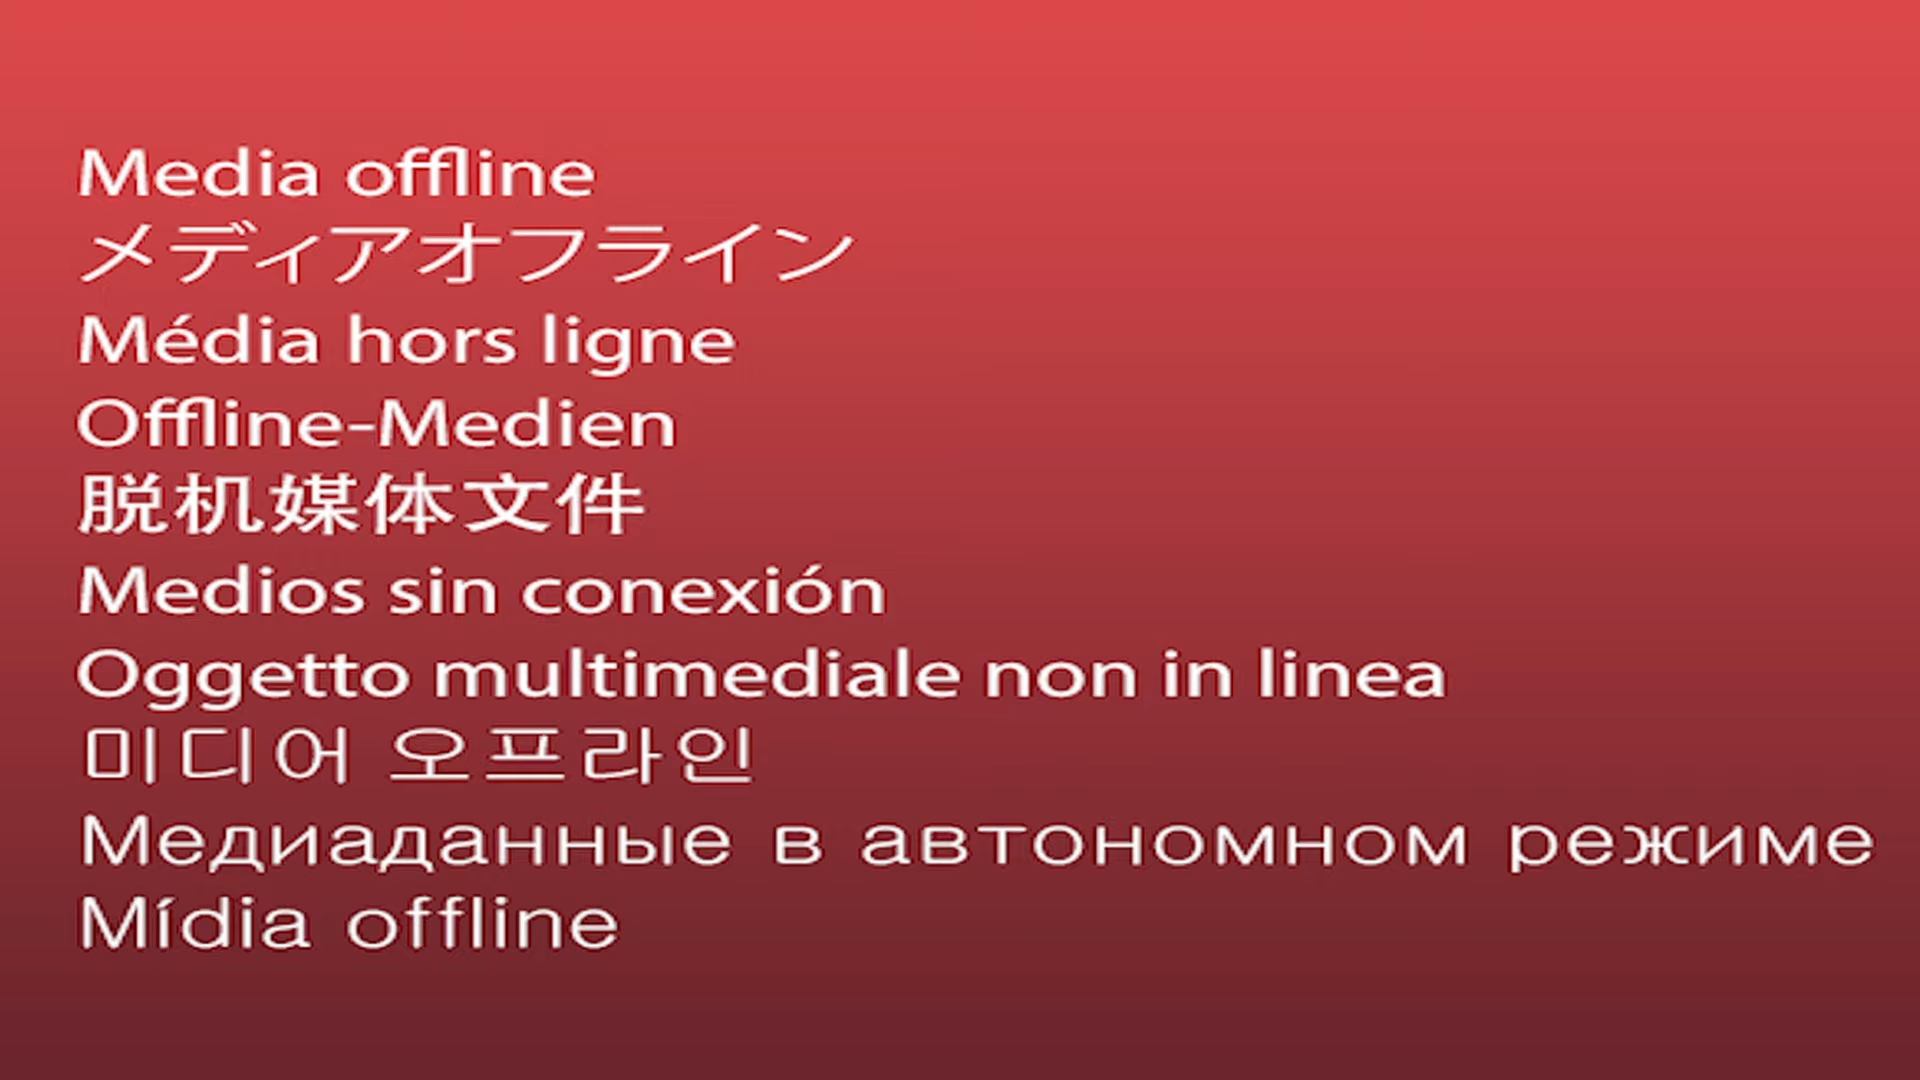 Media offline
メディアオフライン
Média hors ligne
Offline-Medien
脱机媒体文件
Medios sin conexión
Oggetto multimediale non in linea
미디어 오프라인
Медиаданные в автономном режиме
Mídia offline